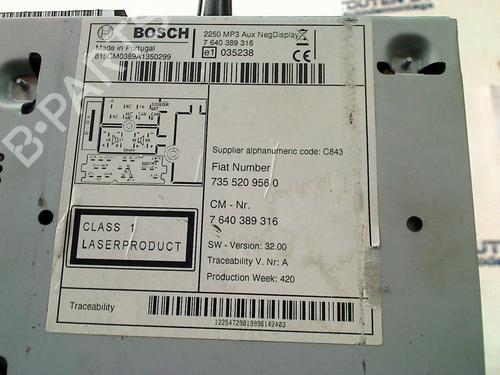 BOSCH
2250 MP3 Aux NegDisplay
Made in Portugal
7 640 389 316
815CM0389A1350299
e1 035238
Supplier alphanumeric code: C843
Fiat Number
735 520 956 0
CM - Nr.
7 640 389 316
CLASS 1
LASERPRODUCT
SW - Version: 32.00
Traceability V. Nr: A
Production Week: 420
Traceability
B-PARTS